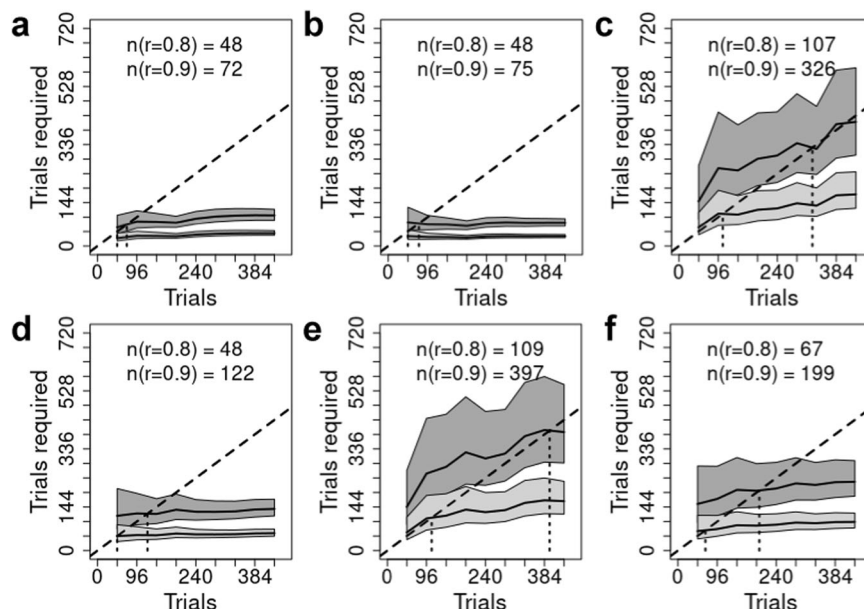 a
n(r=0.8) = 48
n(r=0.9) = 72
Trials required
0 144 336 528 720
0 96 240 384
Trials
b
n(r=0.8) = 48
n(r=0.9) = 75
Trials required
0 144 336 528 720
0 96 240 384
Trials
c
n(r=0.8) = 107
n(r=0.9) = 326
Trials required
0 144 336 528 720
0 96 240 384
Trials
d
n(r=0.8) = 48
n(r=0.9) = 122
Trials required
0 144 336 528 720
0 96 240 384
Trials
e
n(r=0.8) = 109
n(r=0.9) = 397
Trials required
0 144 336 528 720
0 96 240 384
Trials
f
n(r=0.8) = 67
n(r=0.9) = 199
Trials required
0 144 336 528 720
0 96 240 384
Trials